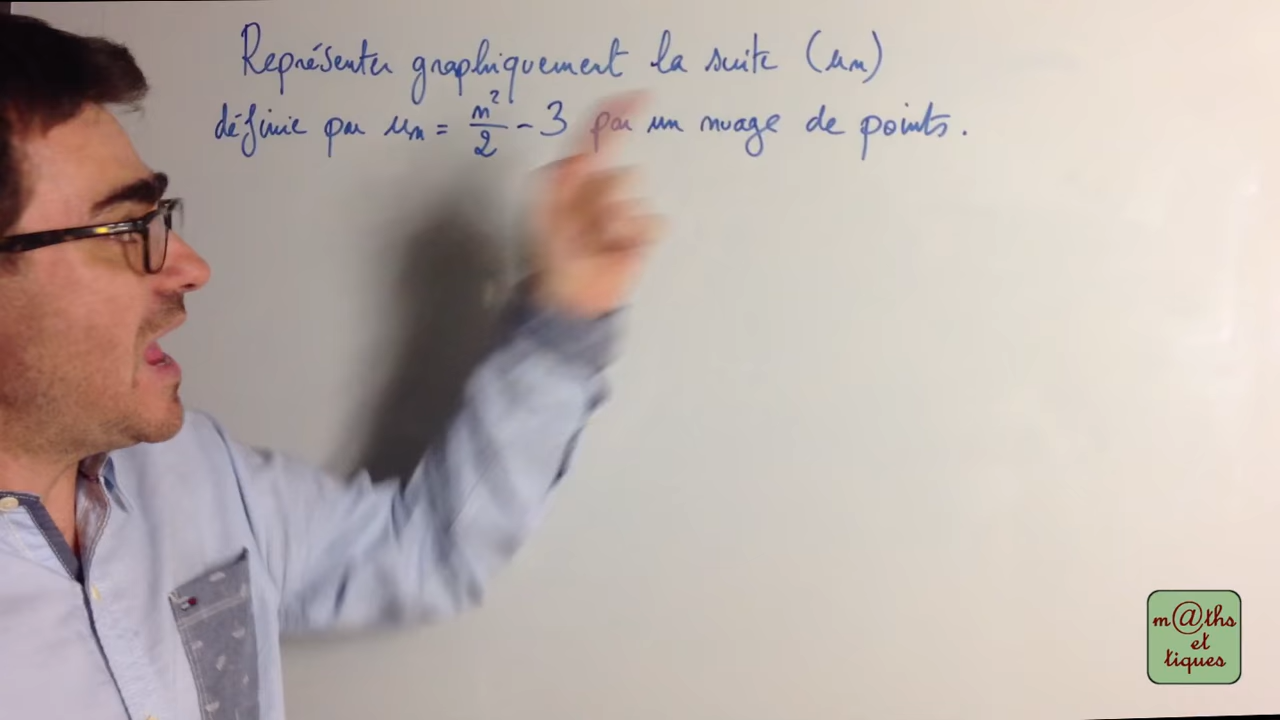 Représenter graphiquement la suite (un)
définie par un = n²/2 - 3 par un nuage de points.
m@ths
et
tiques